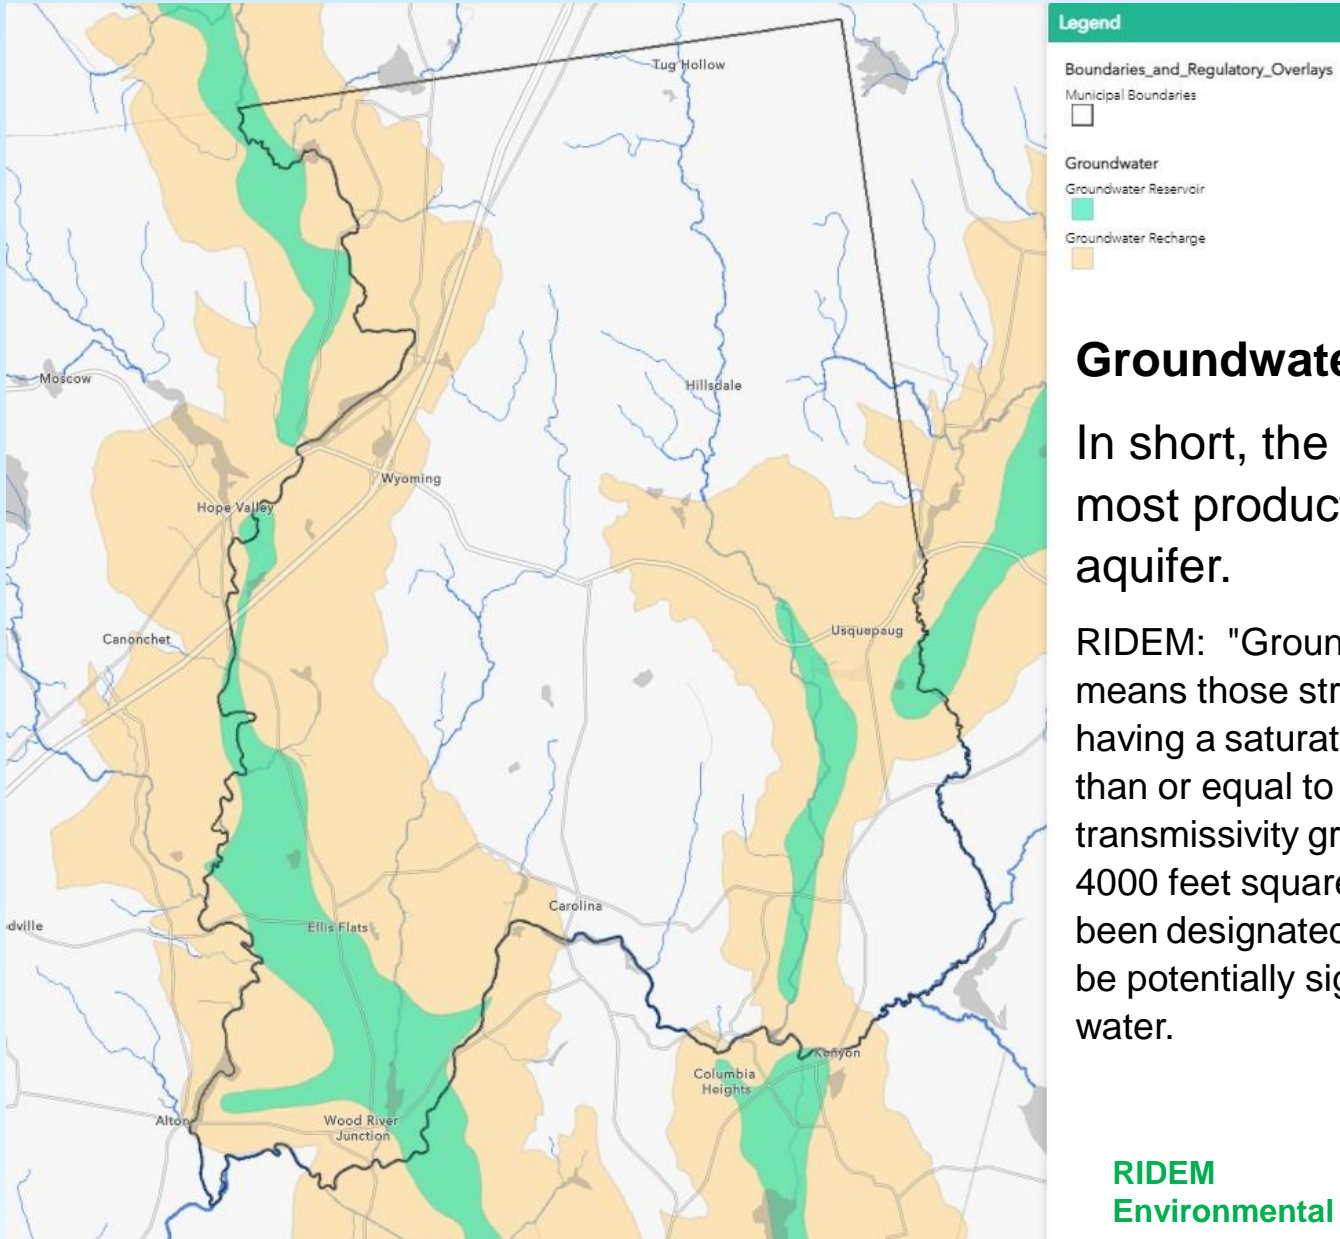 Tug Hollow
Moscow
Hillsdale
Wyoming
Hope Valley
Canonchet
Usquepaug
Carolina
dville
Ellis Flats
Kenyon
Columbia
Heights
Alton
Wood River
Junction
Legend
Boundaries_and_Regulatory_Overlays
Municipal Boundaries
Groundwater
Groundwater Reservoir
Groundwater Recharge
Groundwate
In short, the
most product
aquifer.
RIDEM: "Groun
means those str
having a saturat
than or equal to
transmissivity gr
4000 feet square
been designated
be potentially sig
water.
RIDEM
Environmental